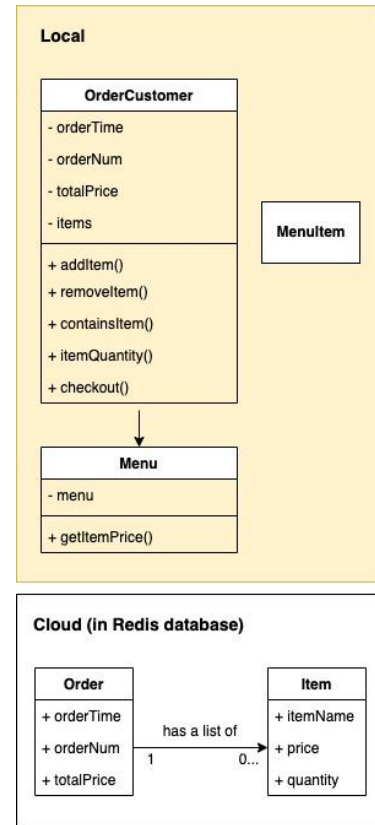 Local
OrderCustomer
- orderTime
- orderNum
- totalPrice
- items
+ addItem()
+ removeItem()
+ containsItem()
+ itemQuantity()
+ checkout()
MenuItem
Menu
- menu
+ getItemPrice()
Cloud (in Redis database)
Order
+ orderTime
+ orderNum
+ totalPrice
has a list of
1 0...
Item
+ itemName
+ price
+ quantity